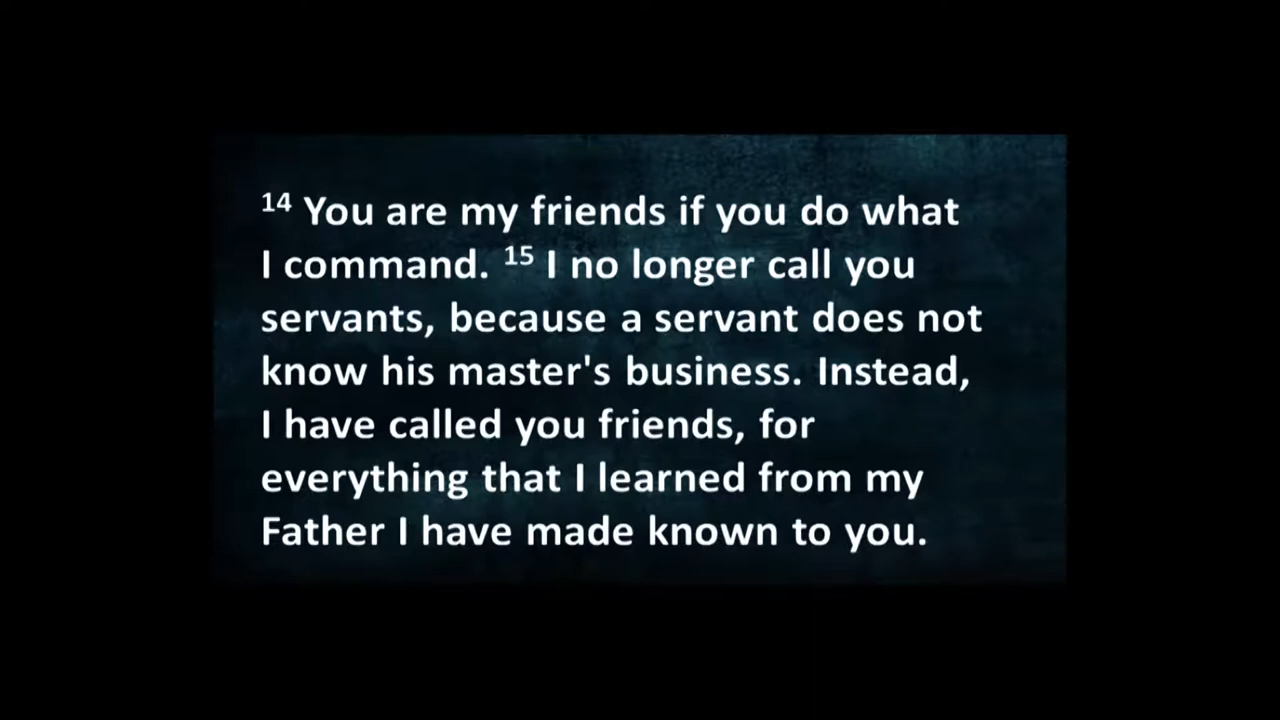 14 You are my friends if you do what
I command. 15 I no longer call you
servants, because a servant does not
know his master's business. Instead,
I have called you friends, for
everything that I learned from my
Father I have made known to you.